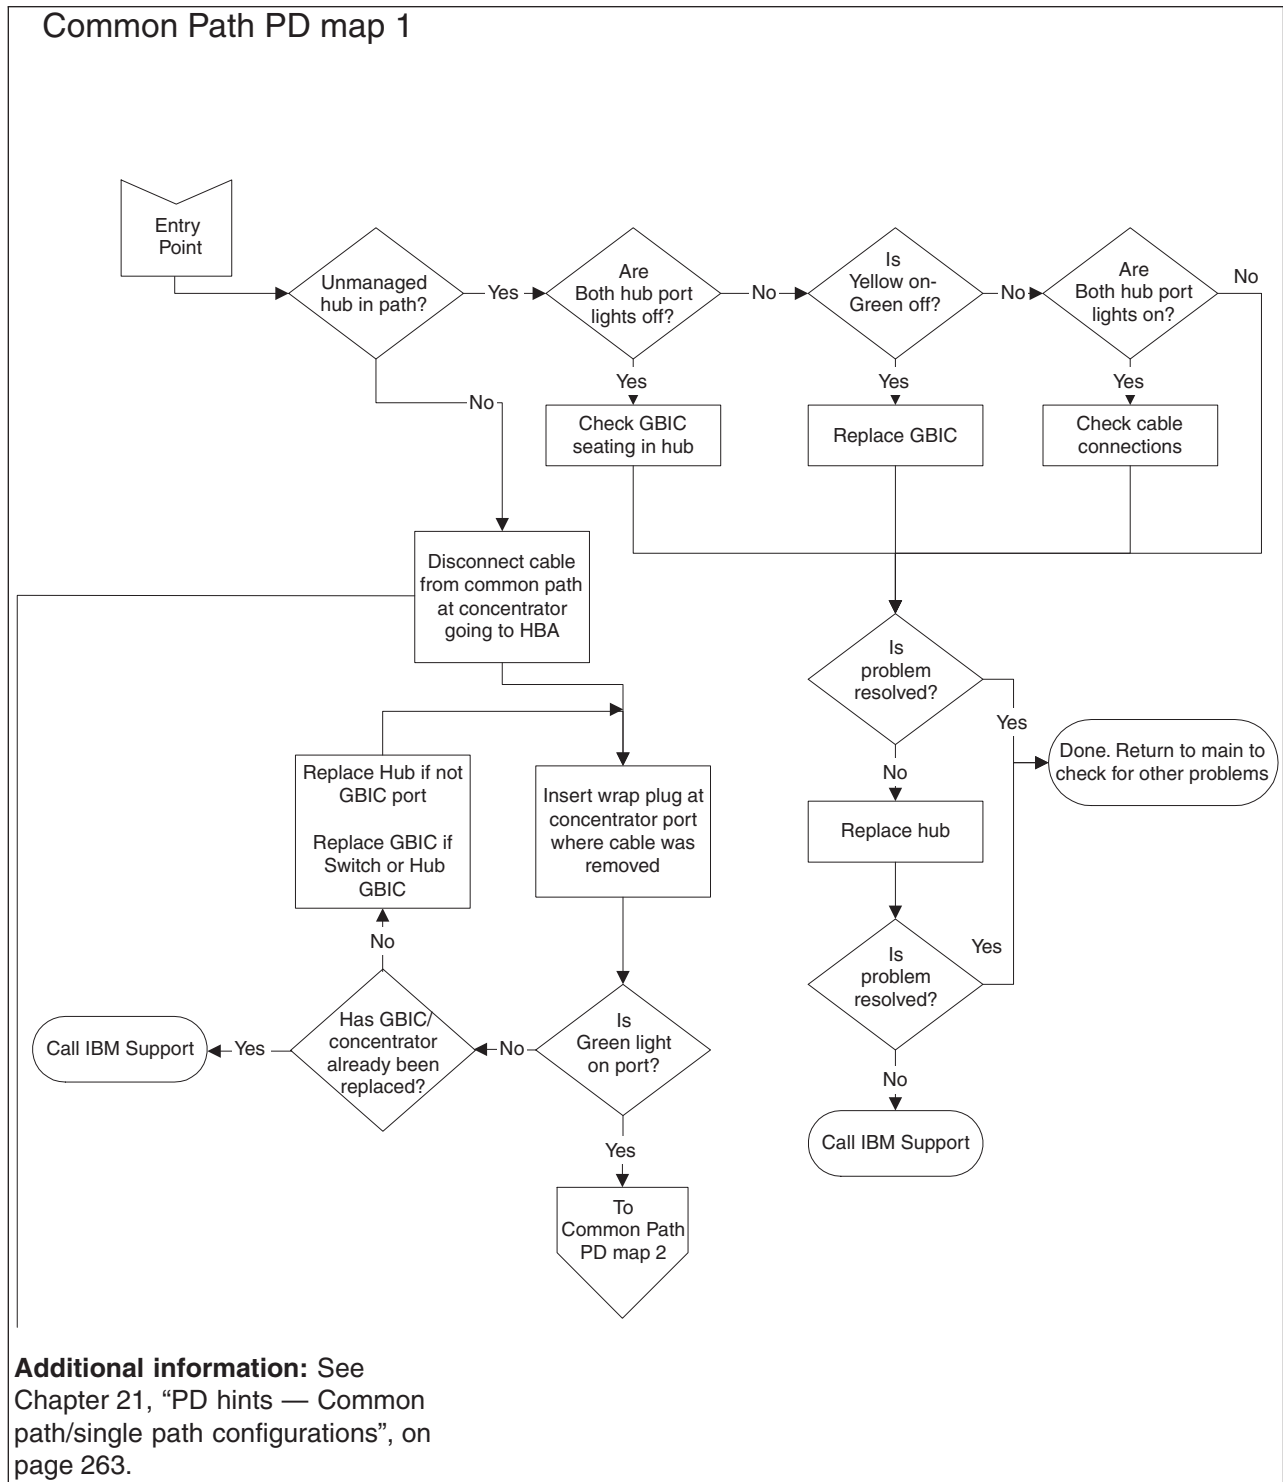 Common Path PD map 1
Entry
Point
Unmanaged
hub in path?
Yes
Are
Both hub port
lights off?
No
Is
Yellow on-
Green off?
No
Are
Both hub port
lights on?
No
No
Yes
Check GBIC
seating in hub
Yes
Replace GBIC
Yes
Check cable
connections
Disconnect cable
from common path
at concentrator
going to HBA
Is
problem
resolved?
Yes
Done. Return to main to
check for other problems
No
Replace hub
Is
problem
resolved?
Yes
No
Call IBM Support
Replace Hub if not
GBIC port
Replace GBIC if
Switch or Hub
GBIC
Insert wrap plug at
concentrator port
where cable was
removed
No
Call IBM Support
Yes
Has GBIC/
concentrator
already been
replaced?
No
Is
Green light
on port?
Yes
To
Common Path
PD map 2
Additional information: See
Chapter 21, “PD hints — Common
path/single path configurations”, on
page 263.